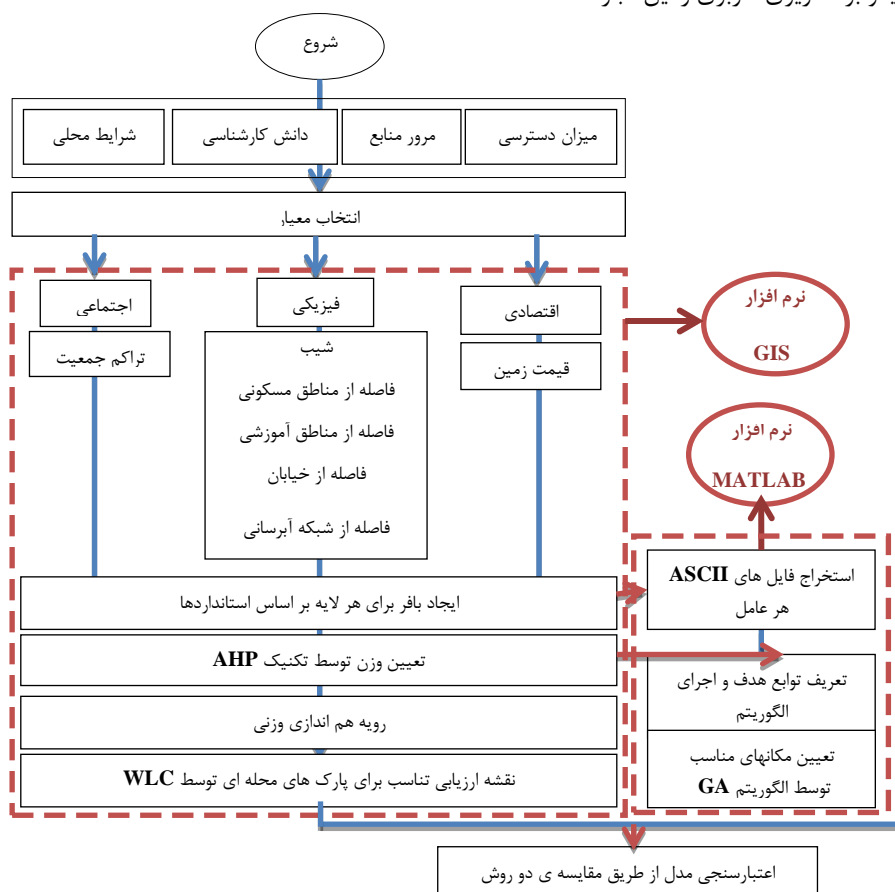 شروع
میزان دسترسی
مرور منابع
دانش کارشناسی
شرایط محلی
انتخاب معیار
اقتصادی
فیزیکی
اجتماعی
قیمت زمین
شیب
فاصله از مناطق مسکونی
فاصله از مناطق آموزشی
فاصله از خیابان
فاصله از شبکه آبرسانی
تراکم جمعیت
نرم افزار
GIS
نرم افزار
MATLAB
ایجاد بافر برای هر لایه بر اساس استانداردها
تعیین وزن توسط تکنیک AHP
رویه هم اندازی وزنی
نقشه ارزیابی تناسب برای پارک های محله ای توسط WLC
استخراج فایل های ASCII
هر عامل
تعریف توابع هدف و اجرای
الگوریتم
تعیین مکانهای مناسب
توسط الگوریتم GA
اعتبارسنجی مدل از طریق مقایسه ی دو روش